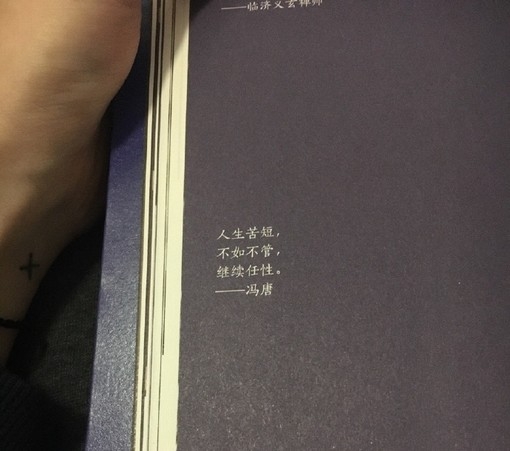 ——临济义玄禅师
人生苦短，
不如不管，
继续任性。
——冯唐